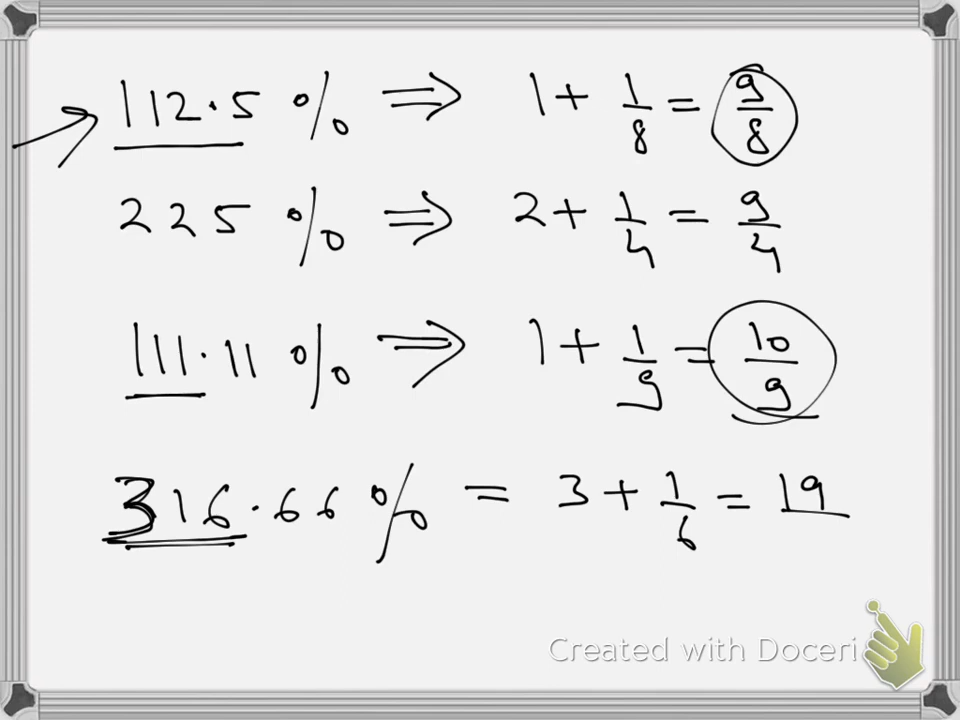 112.5 % ⇒ 1 + 1/8 = 9/8
225 % ⇒ 2 + 1/4 = 9/4
111.11 % ⇒ 1 + 1/9 = 10/9
316.66 % = 3 + 1/6 = 19
Created with Doceri